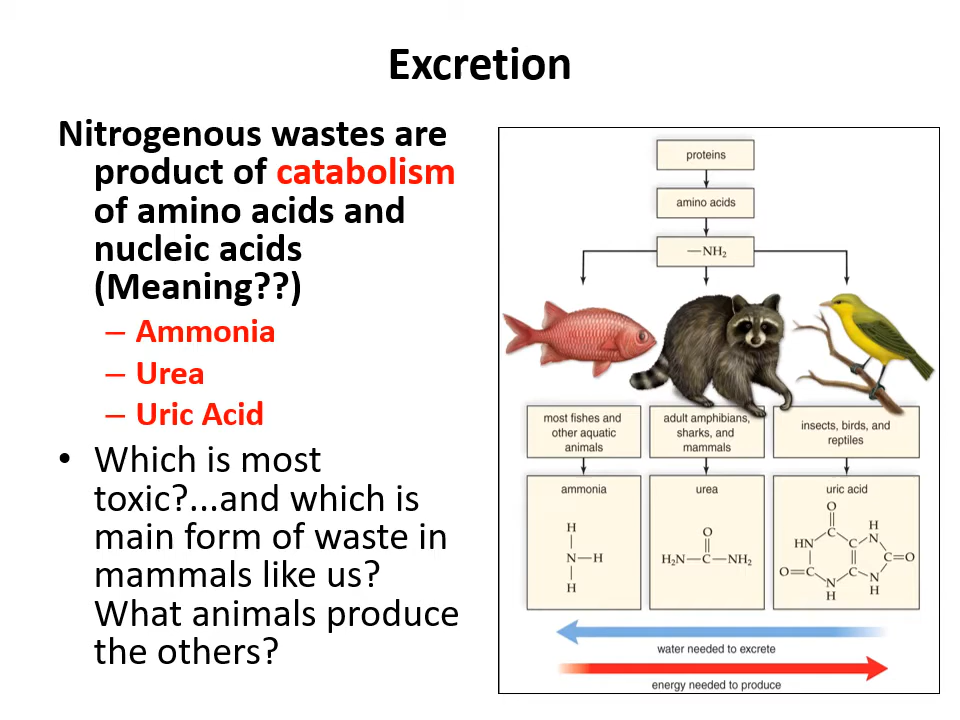 Excretion
Nitrogenous wastes are
product of catabolism
of amino acids and
nucleic acids
(Meaning??)
– Ammonia
– Urea
– Uric Acid
• Which is most
toxic?...and which is
main form of waste in
mammals like us?
What animals produce
the others?
proteins
amino acids
—NH₂
most fishes and
other aquatic
animals
adult amphibians,
sharks, and
mammals
insects, birds, and
reptiles
ammonia
H
N—H
H
urea
O
H₂N—C—NH₂
uric acid
O
C
H
N
HN
C
C=O
O=C
C
N
N
H
H
water needed to excrete
energy needed to produce